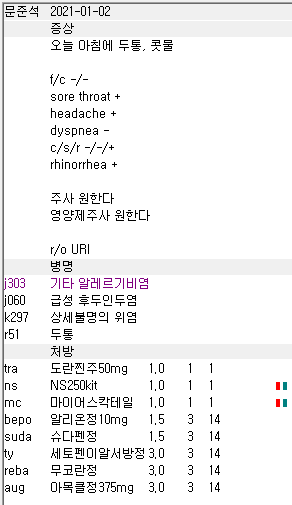 문준석 2021-01-02
증상
오늘 아침에 두통, 콧물
f/c -/-
sore throat +
headache +
dyspnea -
c/s/r -/-/+
rhinorrhea +
주사 원한다
영양제주사 원한다
r/o URI
병명
j303 기타 알레르기비염
j060 급성 후두인두염
k297 상세불명의 위염
r51 두통
처방
tra 도란찐주50mg 1,0 1 1
ns NS250kit 1,0 1 1
mc 마이어스칵테일 1,0 1 1
bepo 알리온정10mg 1,5 3 14
suda 슈다펜정 1,5 3 14
ty 세토펜이알서방정 3,0 3 14
reba 무코란정 3,0 3 14
aug 아목클정375mg 3,0 3 14